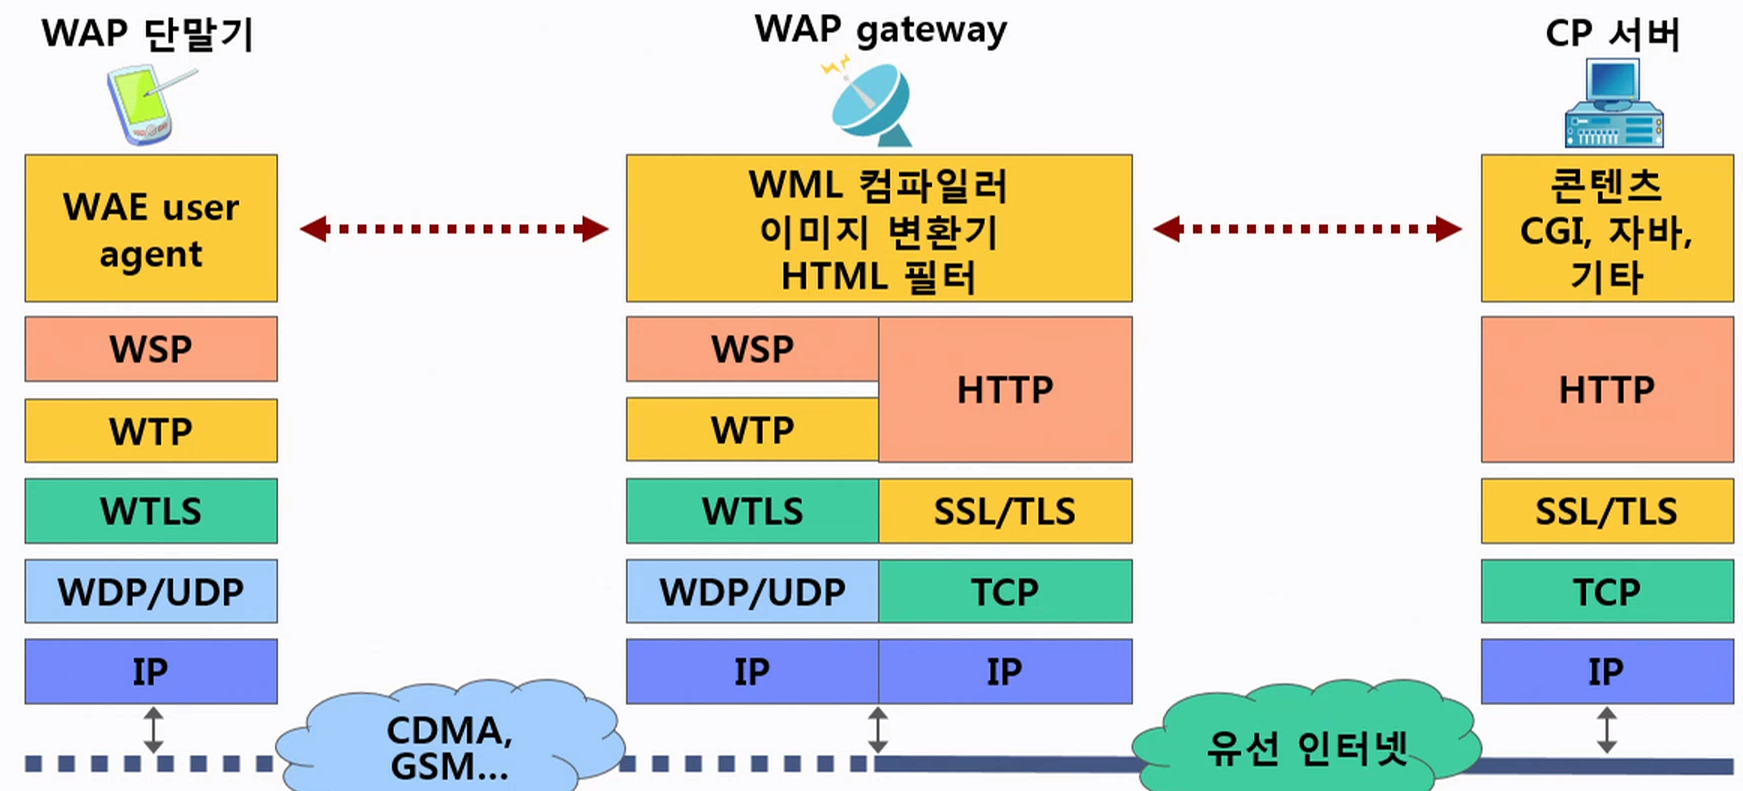 WAP 단말기
WAP gateway
CP 서버
WAE user
agent
WML 컴파일러
이미지 변환기
HTML 필터
콘텐츠
CGI, 자바,
기타
WSP
WSP
HTTP
HTTP
WTP
WTP
WTLS
WTLS
SSL/TLS
SSL/TLS
WDP/UDP
WDP/UDP
TCP
TCP
IP
IP
IP
IP
CDMA,
GSM...
유선 인터넷